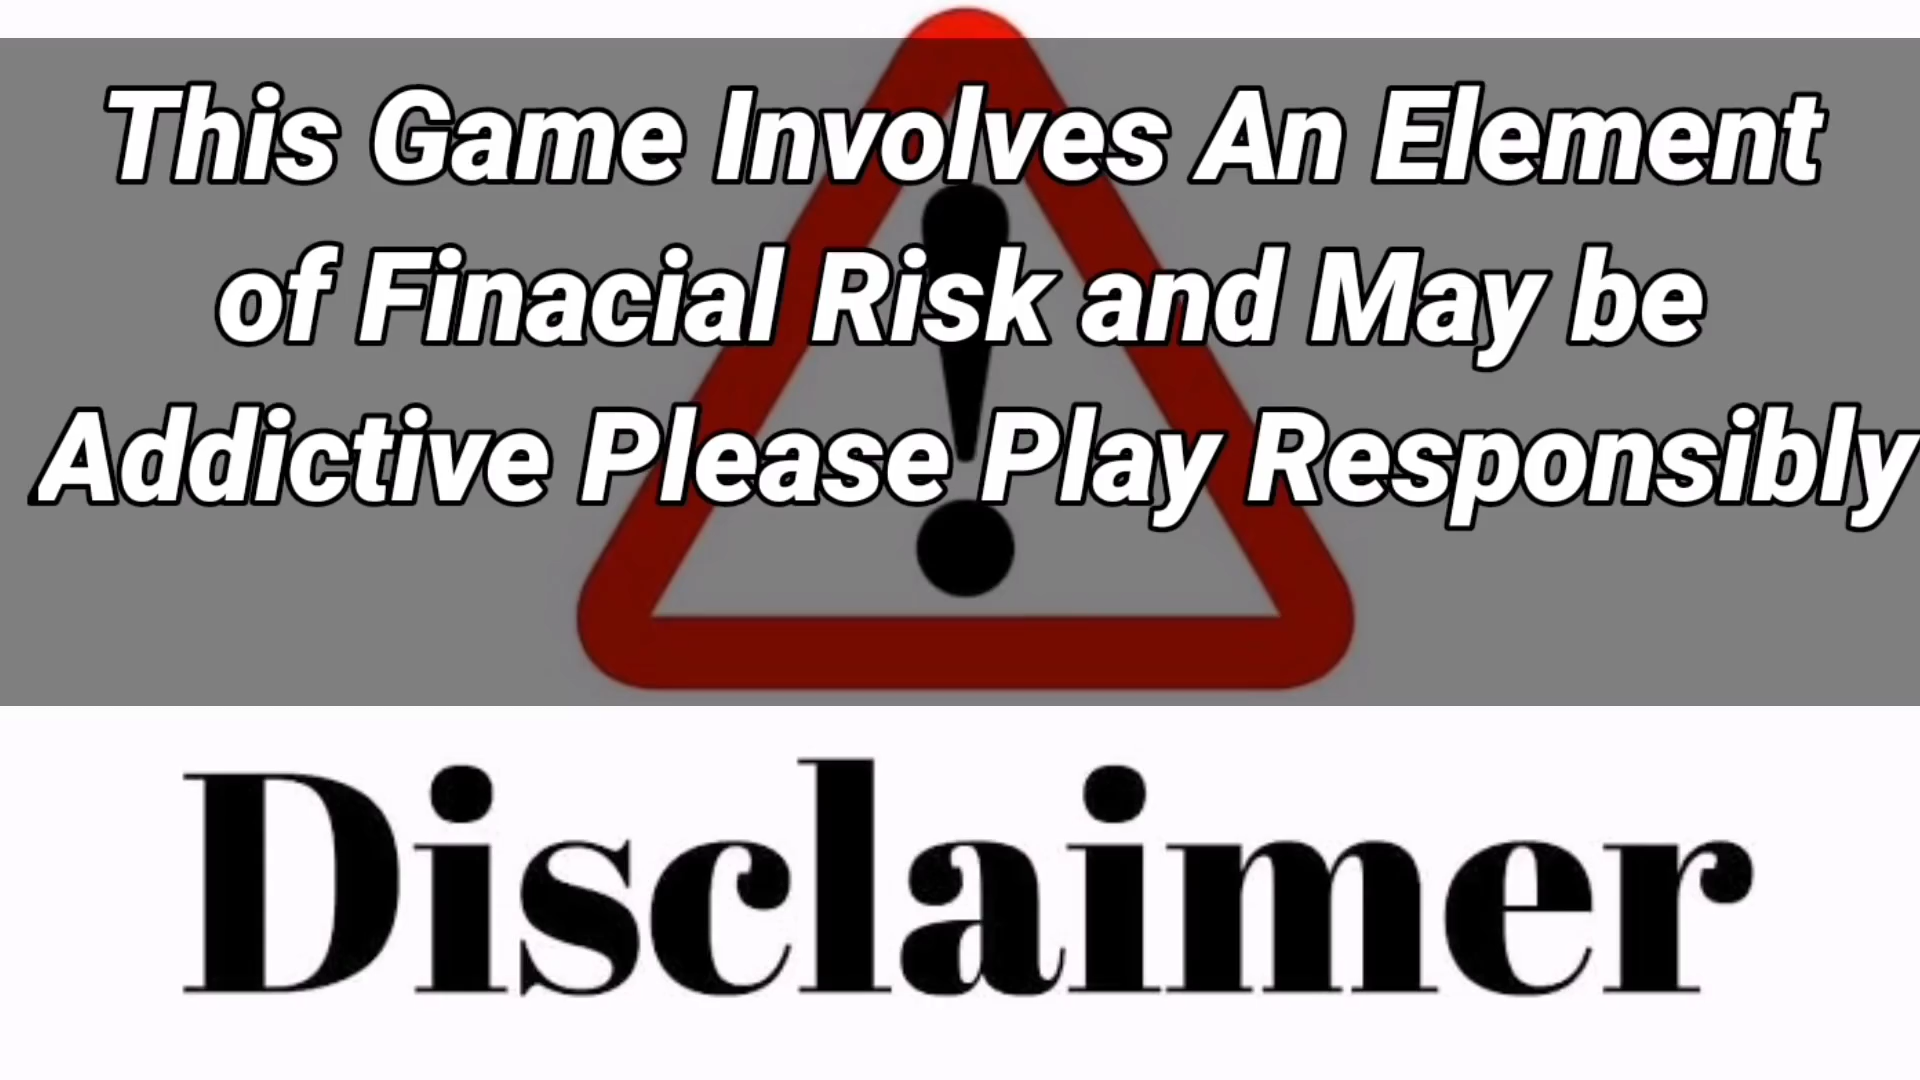 This Game Involves An Element
of Finacial Risk and May be
Addictive Please Play Responsibly
Disclaimer